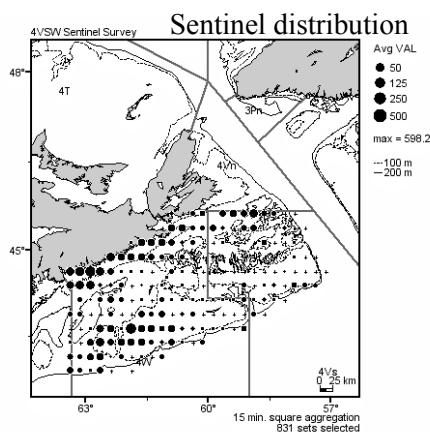 Sentinel distribution
4VSW Sentinel Survey
Avg VAL
50
125
250
500
max = 598.2
100 m
200 m
48°
4T
3Pn
4Vn
45°
4W
4Vs
0 25 km
63° 60° 57°
15 min. square aggregation
831 sets selected